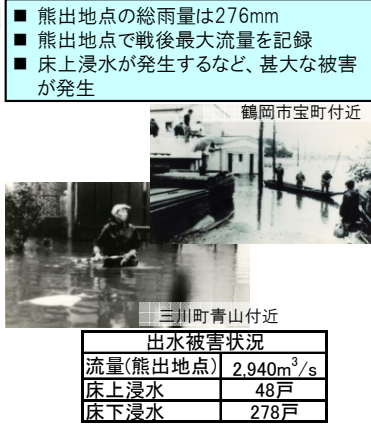 ■ 熊出地点の総雨量は276mm
■ 熊出地点で戦後最大流量を記録
■ 床上浸水が発生するなど、甚大な被害
が発生
鶴岡市宝町付近
三川町青山付近
出水被害状況
流量(熊出地点) 2,940m³/s
床上浸水 48戸
床下浸水 278戸